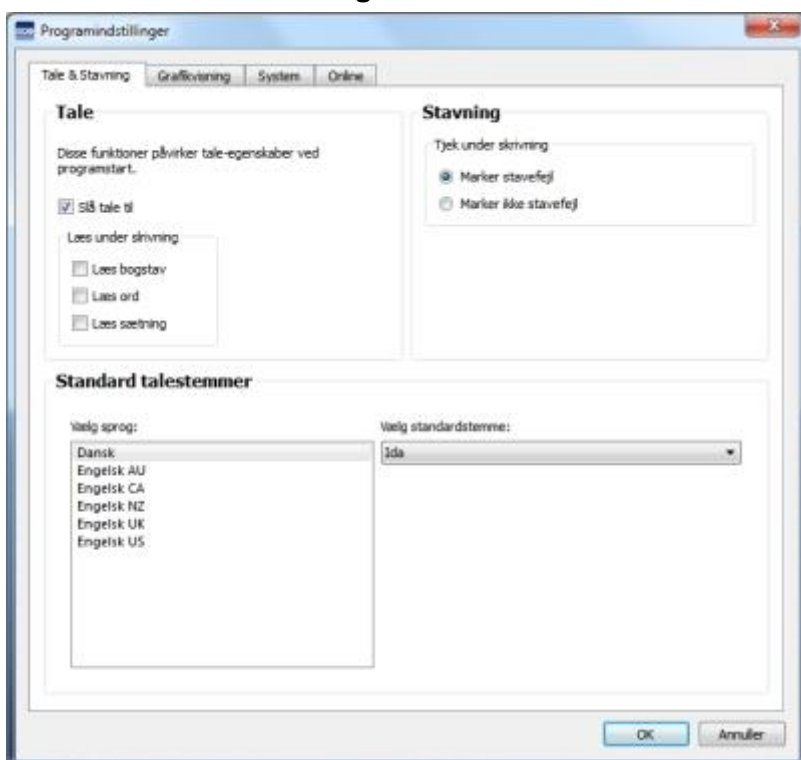 Programindstillinger
Tale & Stavning
Grafikvisning
System
Online
Tale
Disse funktioner påvirker tale-egenskaber ved
programstart.
Slå tale til
Læs under skrivning
Læs bogstav
Læs ord
Læs sætning
Stavning
Tjek under skrivning
Marker stavefejl
Marker ikke stavefejl
Standard talestemmer
Vælg sprog:
Dansk
Engelsk AU
Engelsk CA
Engelsk NZ
Engelsk UK
Engelsk US
Vælg standardstemme:
Ida
OK
Annuller